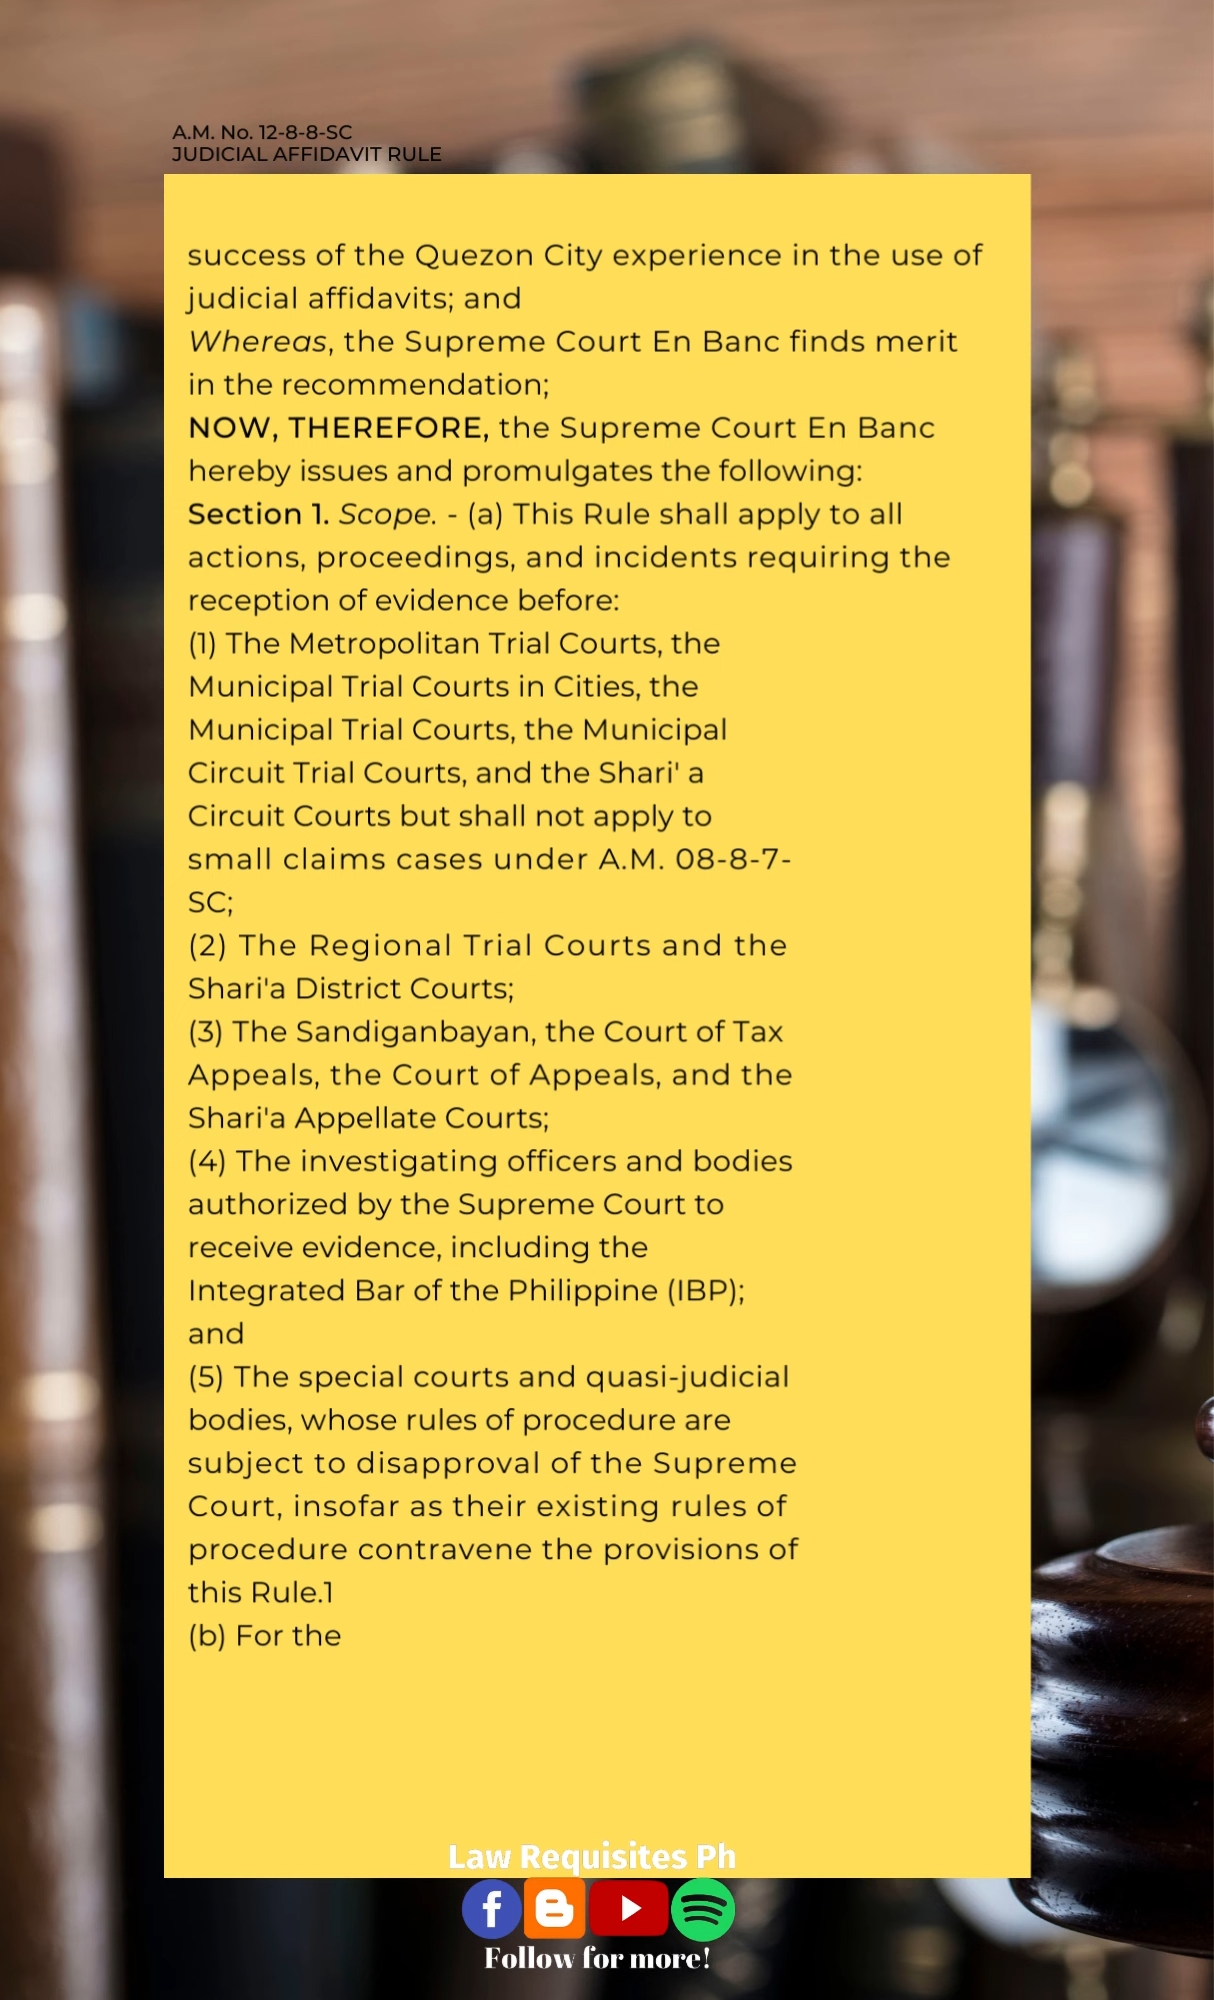 A.M. No. 12-8-8-SC
JUDICIAL AFFIDAVIT RULE
success of the Quezon City experience in the use of
judicial affidavits; and
Whereas, the Supreme Court En Banc finds merit
in the recommendation;
NOW, THEREFORE, the Supreme Court En Banc
hereby issues and promulgates the following:
Section 1. Scope. - (a) This Rule shall apply to all
actions, proceedings, and incidents requiring the
reception of evidence before:
(1) The Metropolitan Trial Courts, the
Municipal Trial Courts in Cities, the
Municipal Trial Courts, the Municipal
Circuit Trial Courts, and the Shari' a
Circuit Courts but shall not apply to
small claims cases under A.M. 08-8-7-
SC;
(2) The Regional Trial Courts and the
Shari'a District Courts;
(3) The Sandiganbayan, the Court of Tax
Appeals, the Court of Appeals, and the
Shari'a Appellate Courts;
(4) The investigating officers and bodies
authorized by the Supreme Court to
receive evidence, including the
Integrated Bar of the Philippine (IBP);
and
(5) The special courts and quasi-judicial
bodies, whose rules of procedure are
subject to disapproval of the Supreme
Court, insofar as their existing rules of
procedure contravene the provisions of
this Rule.1
(b) For the
Law Requisites Ph
Follow for more!